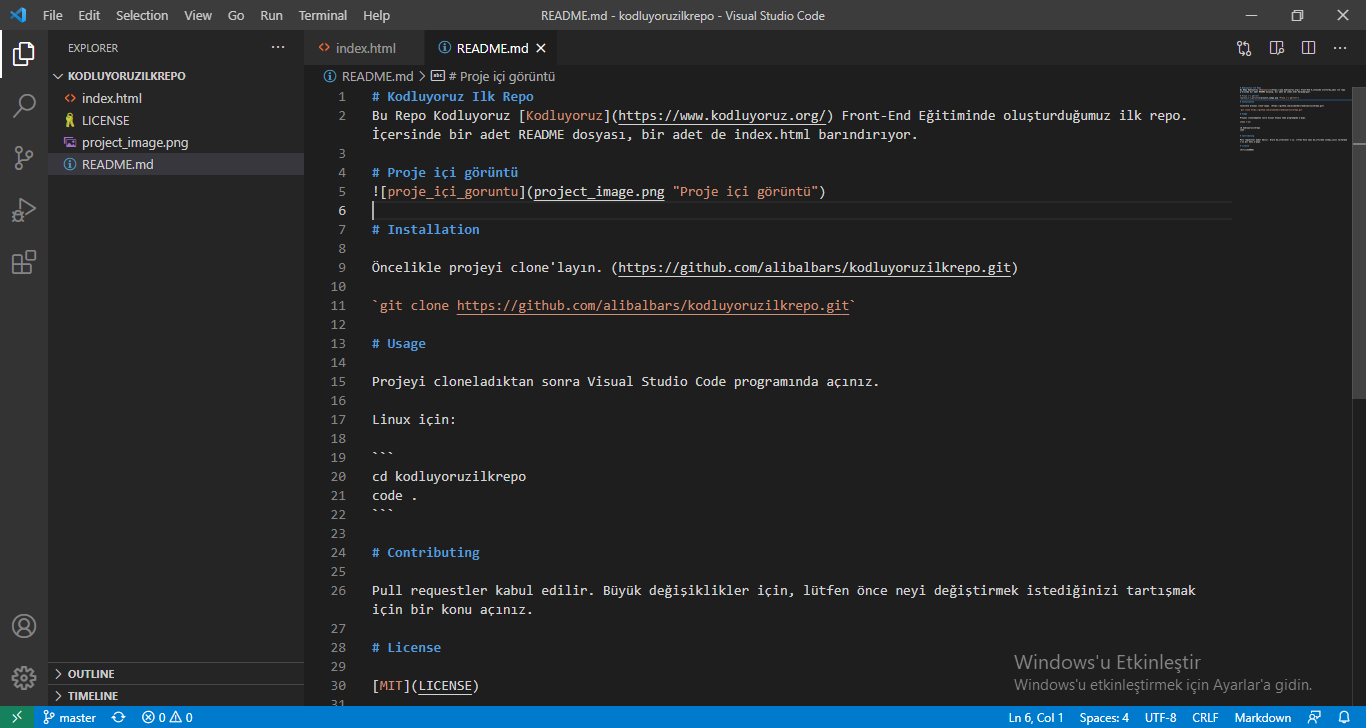 File Edit Selection View Go Run Terminal Help
README.md - kodluyoruzilkrepo - Visual Studio Code
EXPLORER
KODLUYORUZILKREPO
index.html
LICENSE
project_image.png
README.md
OUTLINE
TIMELINE
index.html
README.md
README.md > # Proje içi görüntü
1 # Kodluyoruz Ilk Repo
2 Bu Repo Kodluyoruz [Kodluyoruz](https://www.kodluyoruz.org/) Front-End Eğitiminde oluşturduğumuz ilk repo.
İçersinde bir adet README dosyası, bir adet de index.html barındırıyor.
3
4 # Proje içi görüntü
5 ![proje_içi_goruntu](project_image.png "Proje içi görüntü")
6
7 # Installation
8
9 Öncelikle projeyi clone'layın. (https://github.com/alibalbars/kodluyoruzilkrepo.git)
10
11 `git clone https://github.com/alibalbars/kodluyoruzilkrepo.git`
12
13 # Usage
14
15 Projeyi cloneladıktan sonra Visual Studio Code programında açınız.
16
17 Linux için:
18
19 ```
20 cd kodluyoruzilkrepo
21 code .
22 ```
23
24 # Contributing
25
26 Pull requestler kabul edilir. Büyük değişiklikler için, lütfen önce neyi değiştirmek istediğinizi tartışmak
için bir konu açınız.
27
28 # License
29
30 [MIT](LICENSE)
31
Windows'u Etkinleştir
Windows'u etkinleştirmek için Ayarlar'a gidin.
master 0 0 Ln 6, Col 1 Spaces: 4 UTF-8 CRLF Markdown